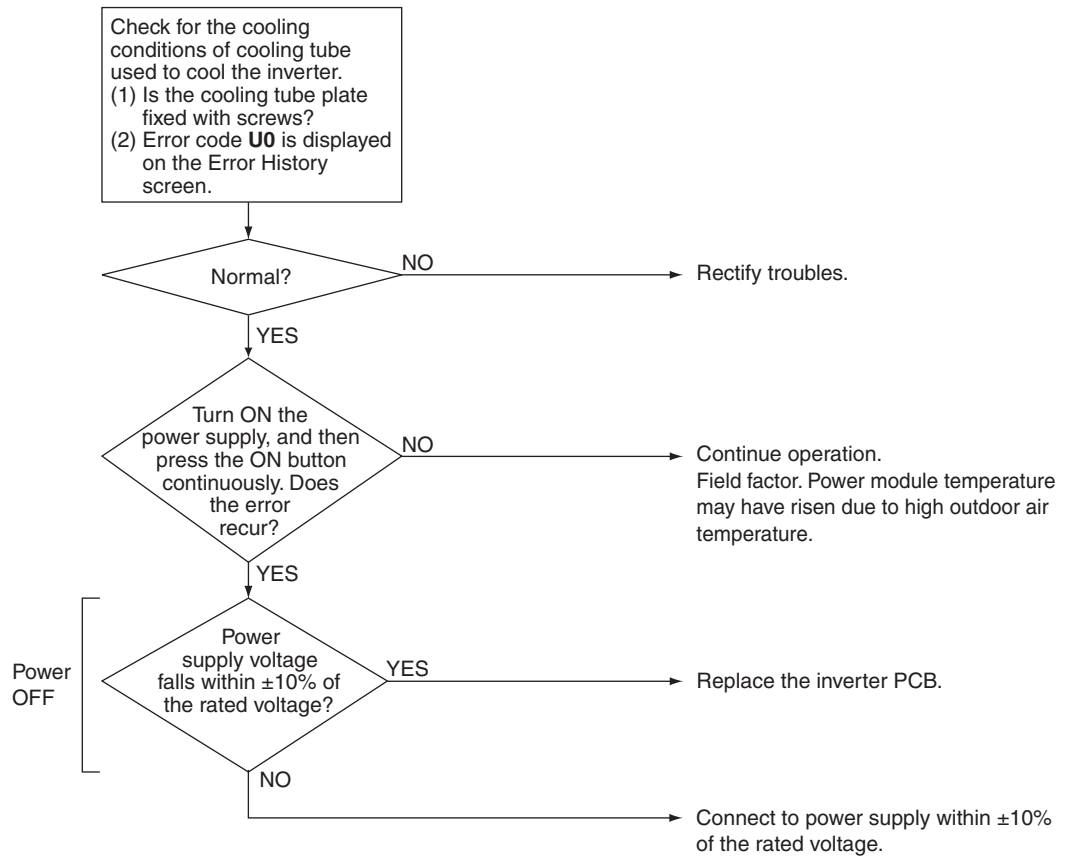 Check for the cooling
conditions of cooling tube
used to cool the inverter.
(1) Is the cooling tube plate
fixed with screws?
(2) Error code U0 is displayed
on the Error History
screen.
Normal?
NO
Rectify troubles.
YES
Turn ON the
power supply, and then
press the ON button
continuously. Does
the error
recur?
NO
Continue operation.
Field factor. Power module temperature
may have risen due to high outdoor air
temperature.
YES
Power
OFF
Power
supply voltage
falls within ±10% of
the rated voltage?
YES
Replace the inverter PCB.
NO
Connect to power supply within ±10%
of the rated voltage.